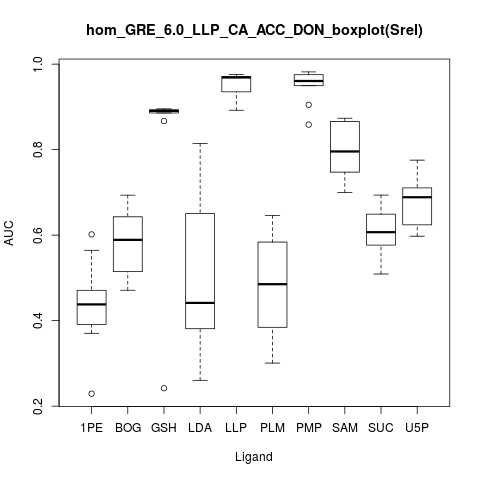 hom_GRE_6.0_LLP_CA_ACC_DON_boxplot(Srel)
1.0
0.8
0.6
0.4
0.2
AUC
1PE BOG GSH LDA LLP PLM PMP SAM SUC U5P
Ligand